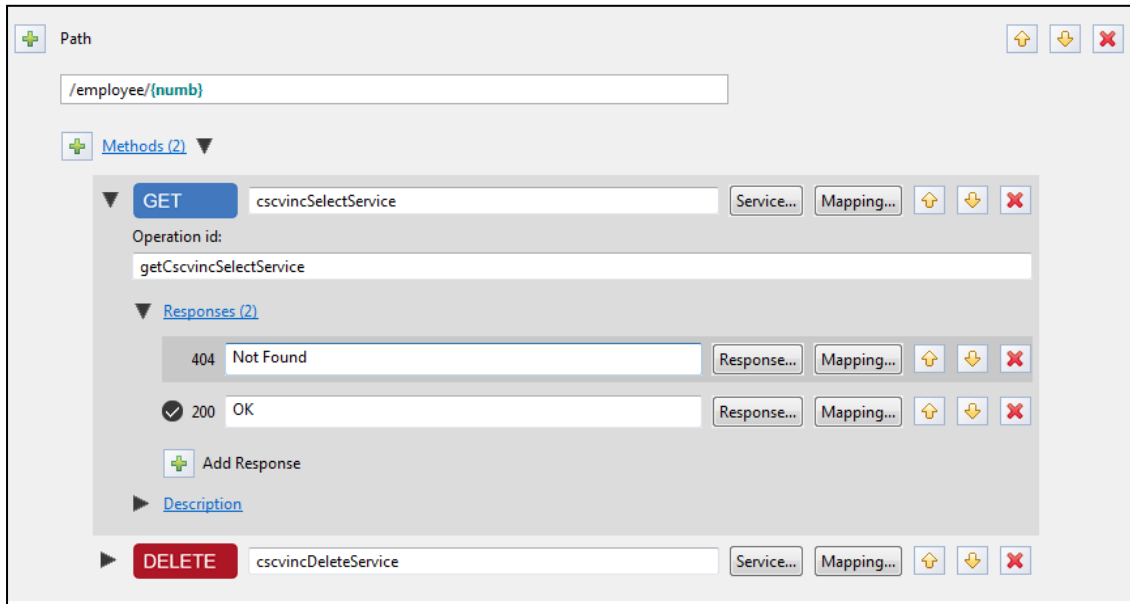 Path
/employee/{numb}
Methods (2)
GET cscvincSelectService Service... Mapping...
Operation id:
getCscvincSelectService
Responses (2)
404 Not Found Response... Mapping...
200 OK Response... Mapping...
Add Response
Description
DELETE cscvincDeleteService Service... Mapping...